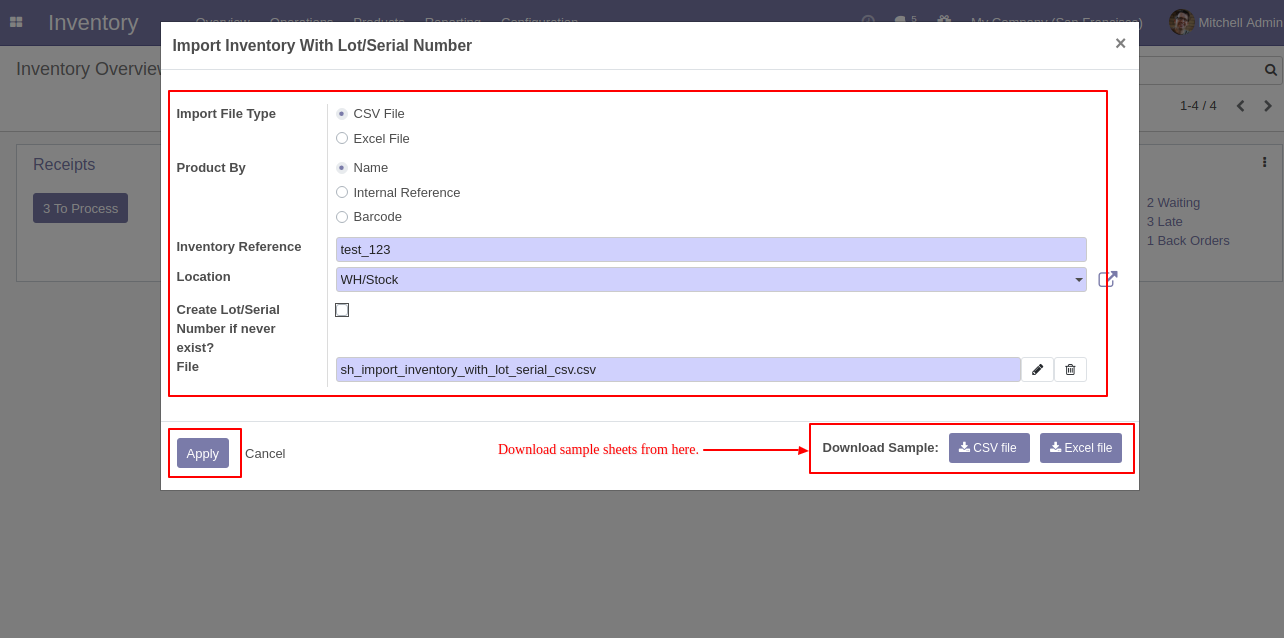 Inventory Overview Operations Products Reporting Configuration 5 My Company (San Francisco) Mitchell Admin
Import Inventory With Lot/Serial Number ×
Inventory Overview
1-4 / 4
Import File Type CSV File
Excel File
Receipts
Product By Name
3 To Process
Internal Reference
2 Waiting
Barcode
3 Late
Inventory Reference test_123
1 Back Orders
Location WH/Stock
Create Lot/Serial
Number if never
exist?
File sh_import_inventory_with_lot_serial_csv.csv
Apply Cancel
Download sample sheets from here.
Download Sample: CSV file Excel file